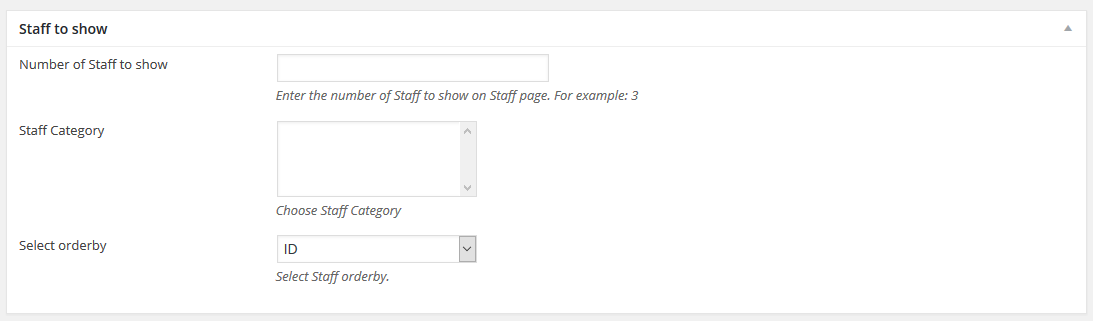 Staff to show
Number of Staff to show
Enter the number of Staff to show on Staff page. For example: 3
Staff Category
Choose Staff Category
Select orderby
ID
Select Staff orderby.